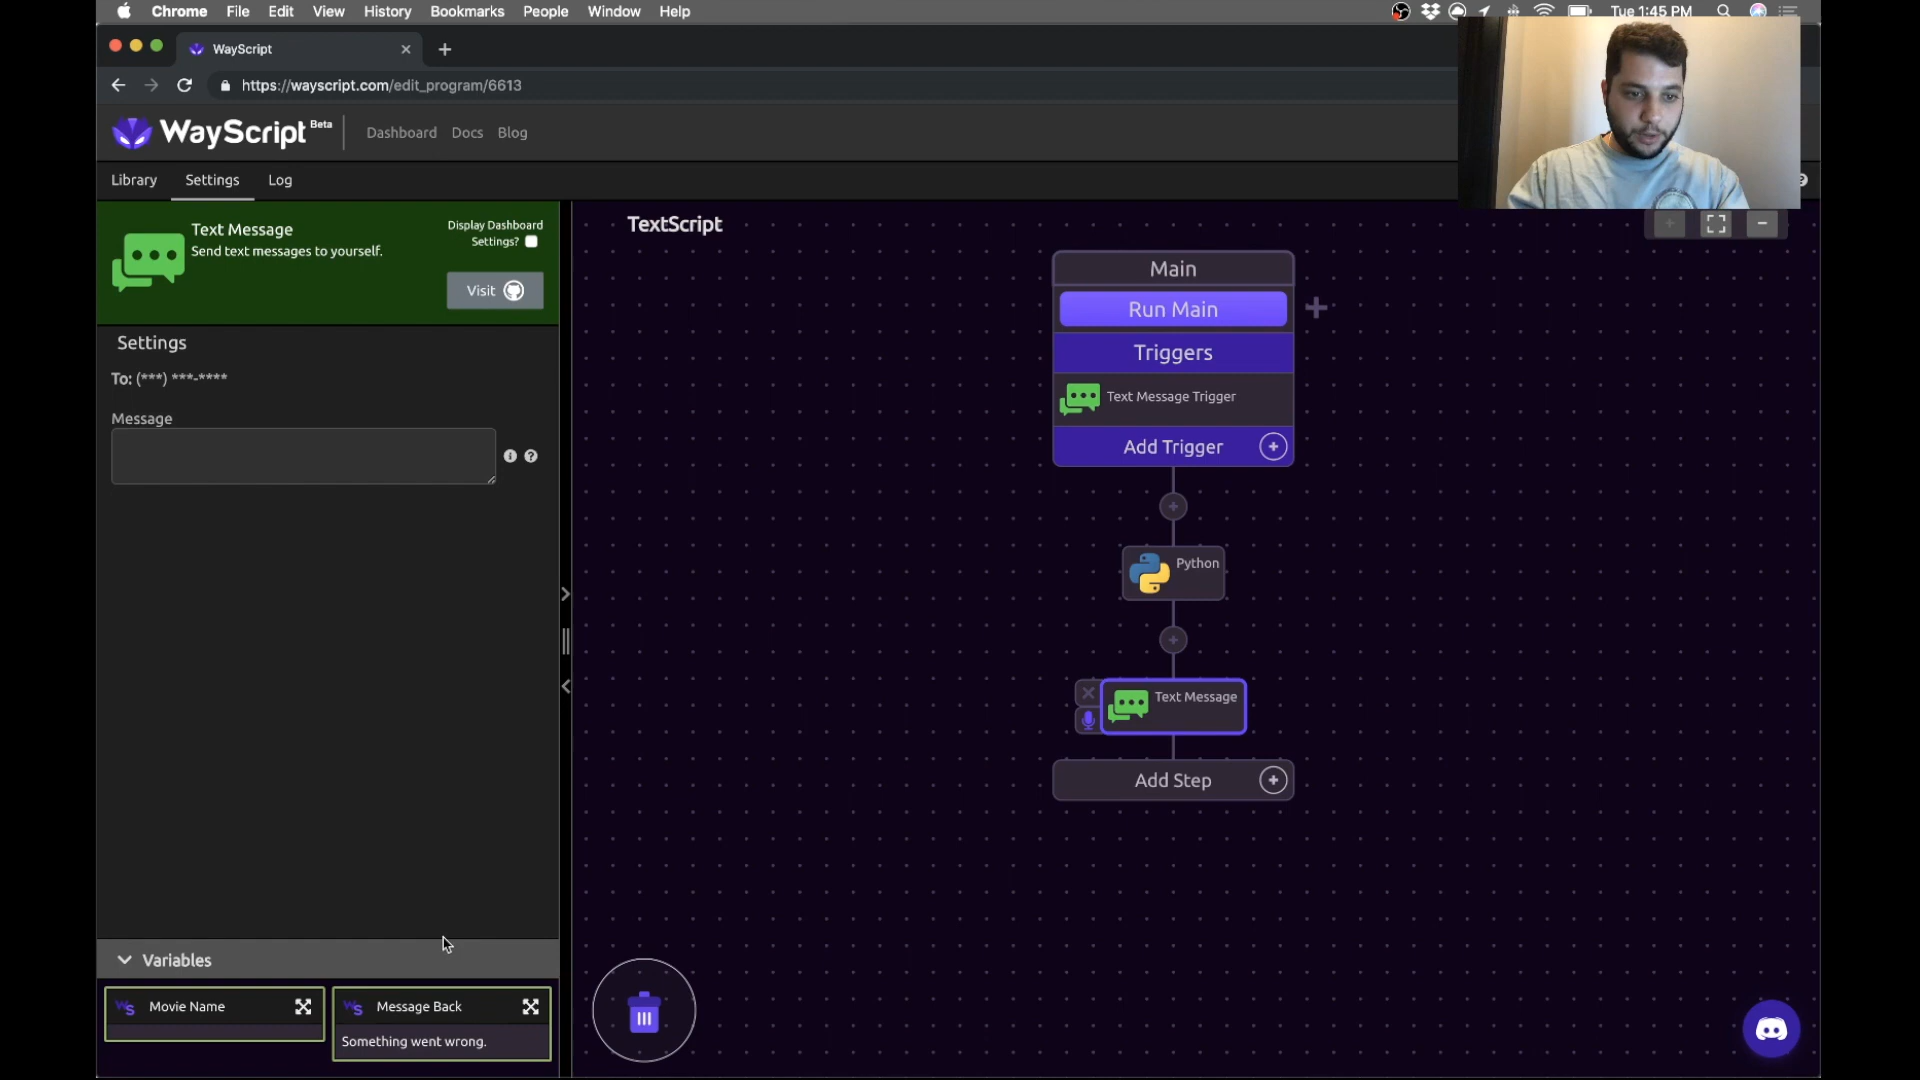 Chrome File Edit View History Bookmarks People Window Help Tue 1:45 PM
WayScript
https://wayscript.com/edit_program/6613
WayScript Beta Dashboard Docs Blog
Library Settings Log
Text Message
Send text messages to yourself.
Display Dashboard
Settings?
Visit
Settings
To: (***) ***-****
Message
TextScript
Main
Run Main
Triggers
Text Message Trigger
Add Trigger
Python
Text Message
Add Step
Variables
Movie Name
Message Back
Something went wrong.